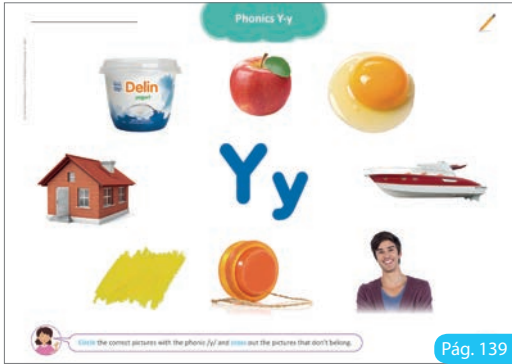 Phonics Y-y
Delin
yogurt
Yy
Circle the correct pictures with the phonic /y/ and cross out the pictures that don't belong.
Pág. 139